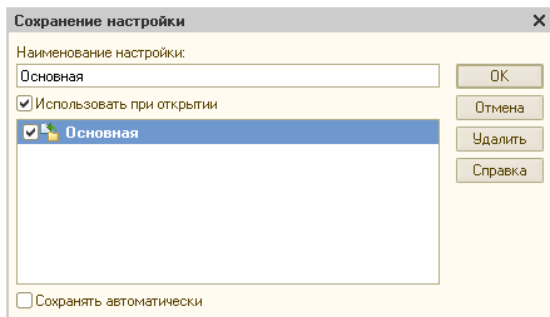 Сохранение настройки
Наименование настройки:
Основная
OK
Использовать при открытии
Отмена
Основная
Удалить
Справка
Сохранять автоматически